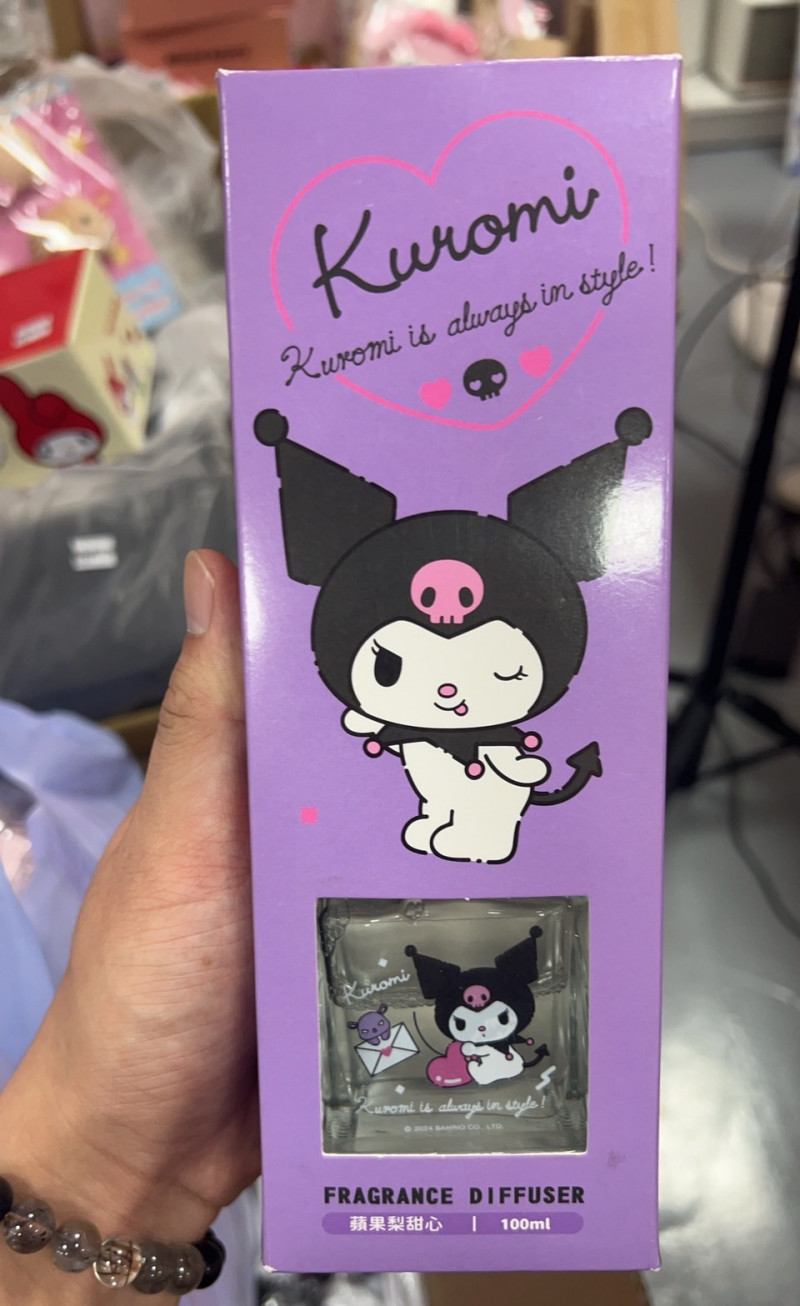 Kuromi
Kuromi is always in style!
Kuromi
Kuromi is always in style!
© 2024 SANRIO CO., LTD.
FRAGRANCE DIFFUSER
蘋果梨甜心 | 100ml